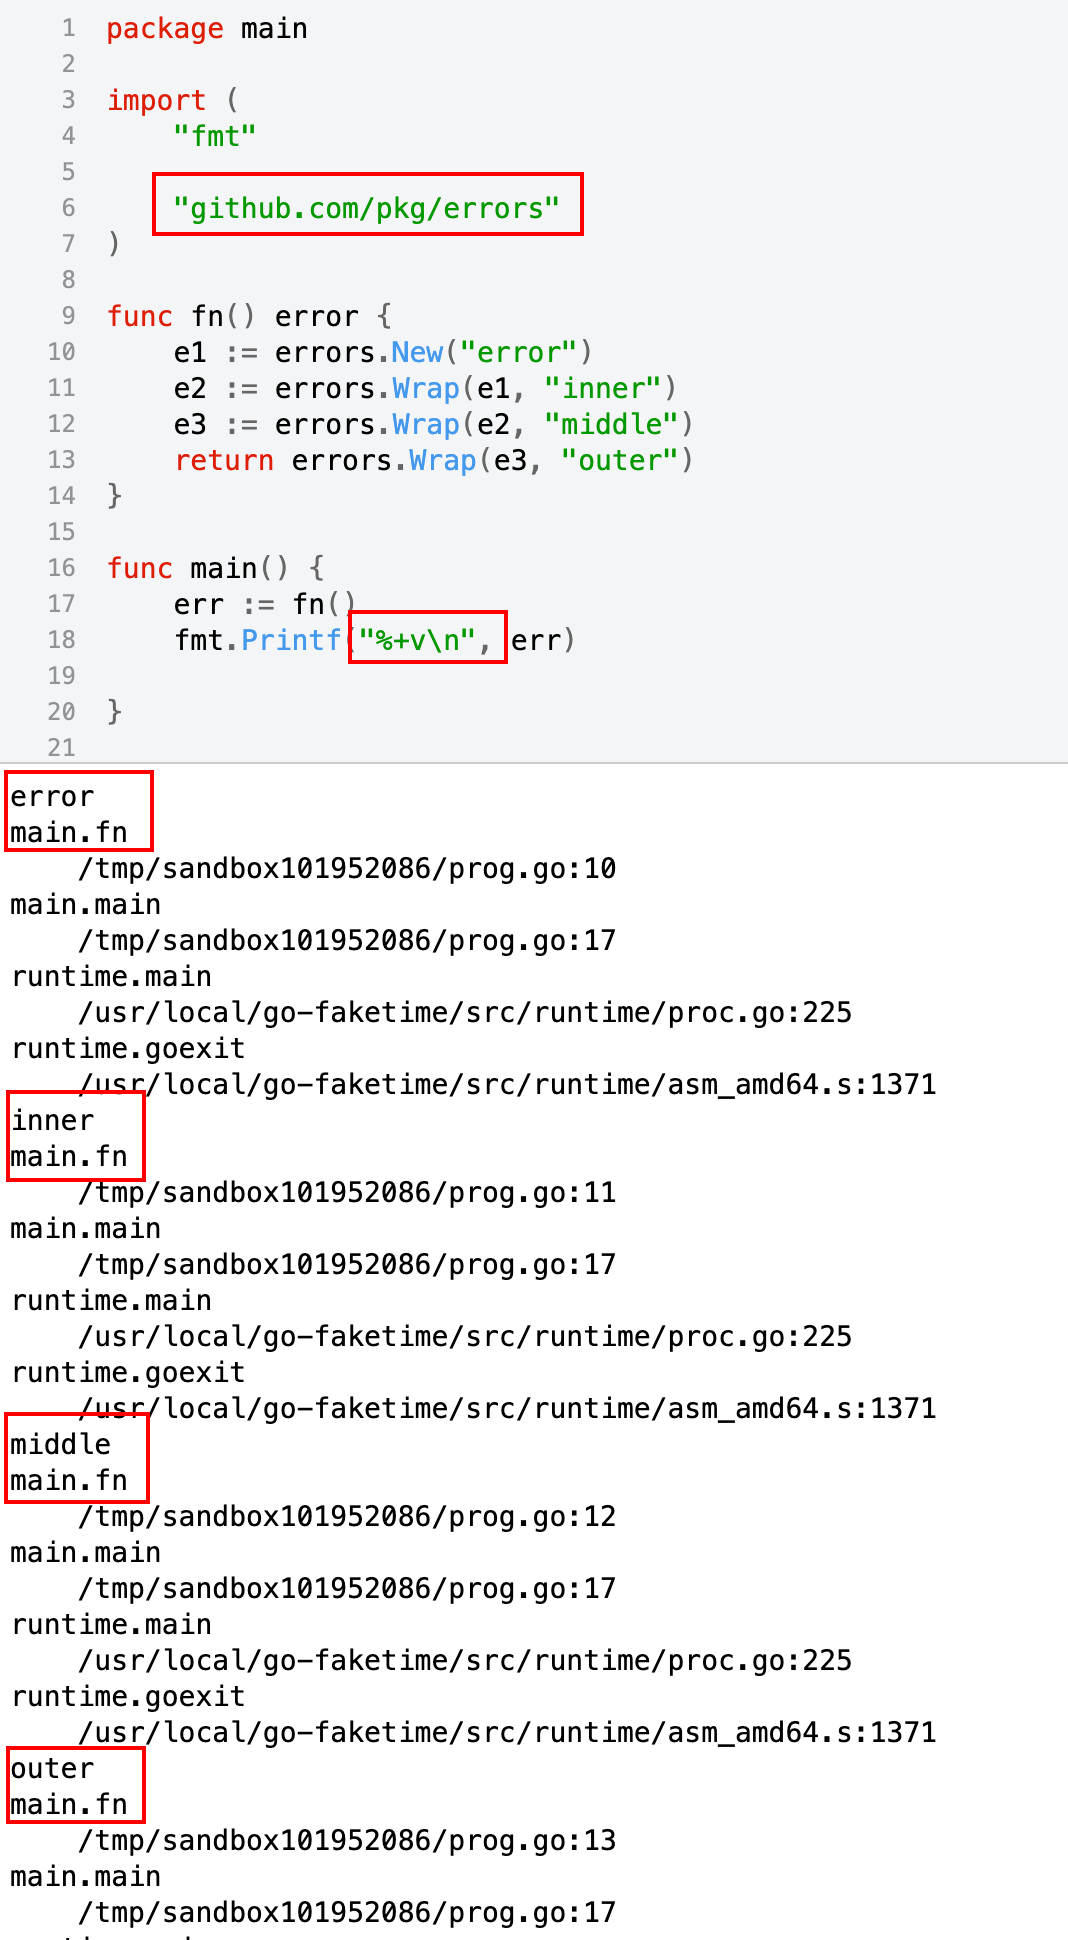 1 package main
2
3 import (
4     "fmt"
5
6     "github.com/pkg/errors"
7 )
8
9 func fn() error {
10     e1 := errors.New("error")
11     e2 := errors.Wrap(e1, "inner")
12     e3 := errors.Wrap(e2, "middle")
13     return errors.Wrap(e3, "outer")
14 }
15
16 func main() {
17     err := fn()
18     fmt.Printf("%+v\n", err)
19
20 }
21
error
main.fn
    /tmp/sandbox101952086/prog.go:10
main.main
    /tmp/sandbox101952086/prog.go:17
runtime.main
    /usr/local/go-faketime/src/runtime/proc.go:225
runtime.goexit
    /usr/local/go-faketime/src/runtime/asm_amd64.s:1371
inner
main.fn
    /tmp/sandbox101952086/prog.go:11
main.main
    /tmp/sandbox101952086/prog.go:17
runtime.main
    /usr/local/go-faketime/src/runtime/proc.go:225
runtime.goexit
    /usr/local/go-faketime/src/runtime/asm_amd64.s:1371
middle
main.fn
    /tmp/sandbox101952086/prog.go:12
main.main
    /tmp/sandbox101952086/prog.go:17
runtime.main
    /usr/local/go-faketime/src/runtime/proc.go:225
runtime.goexit
    /usr/local/go-faketime/src/runtime/asm_amd64.s:1371
outer
main.fn
    /tmp/sandbox101952086/prog.go:13
main.main
    /tmp/sandbox101952086/prog.go:17